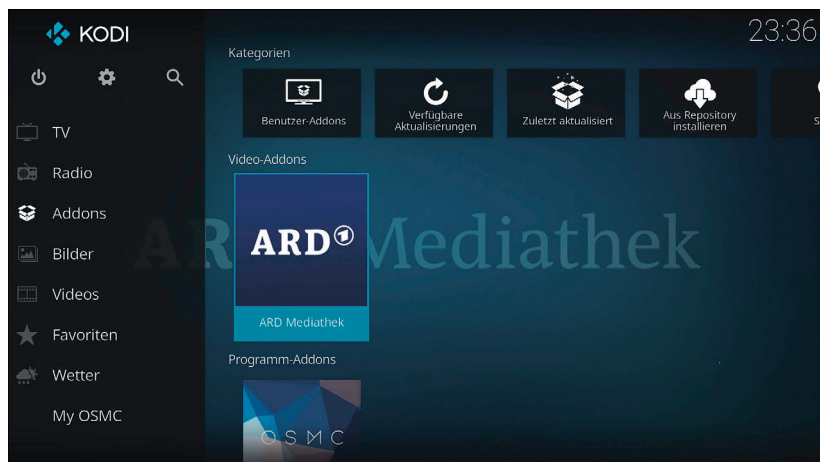 KODI
23:36
Kategorien
Benutzer-Addons
Verfügbare
Aktualisierungen
Zuletzt aktualisiert
Aus Repository
installieren
S
TV
Radio
Addons
Bilder
Videos
Favoriten
Wetter
My OSMC
Video-Addons
ARD
ARD Mediathek
ARD Mediathek
Programm-Addons
OSMC